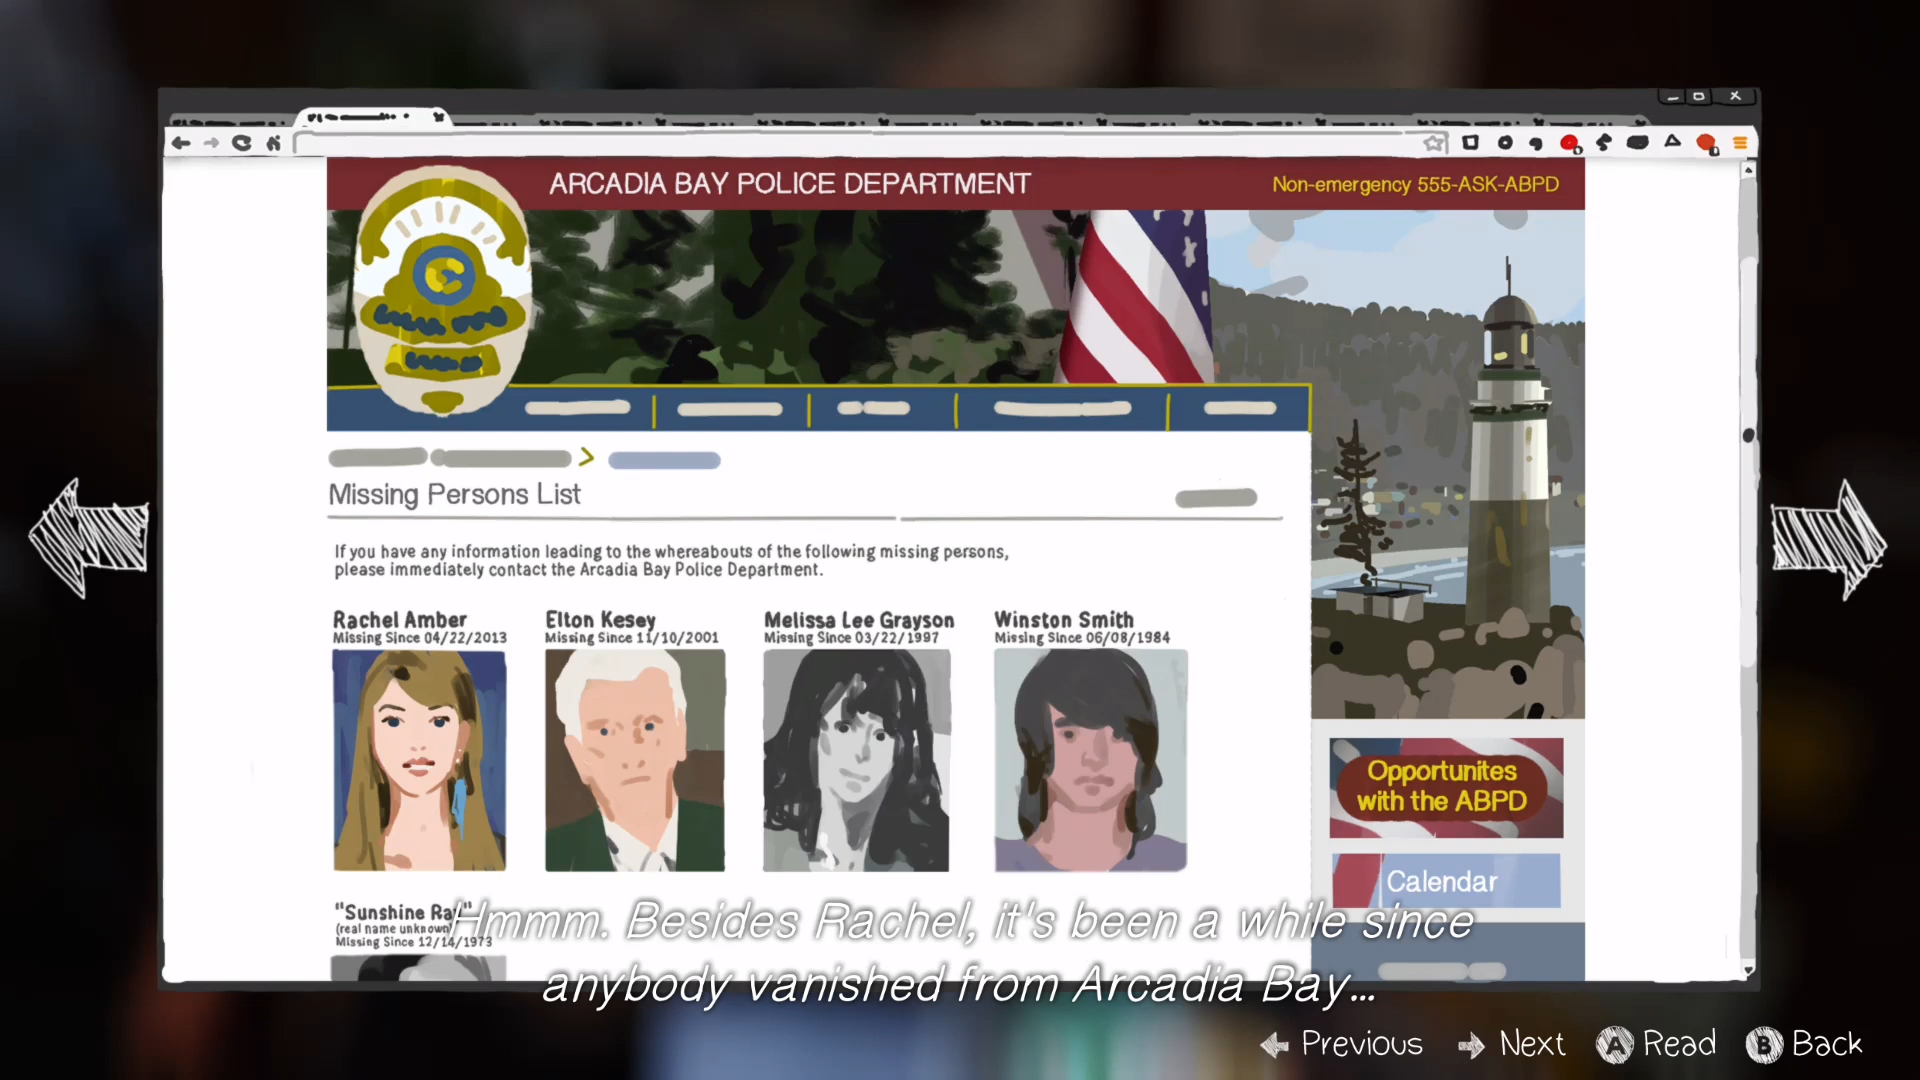 ARCADIA BAY POLICE DEPARTMENT
Non-emergency 555-ASK-ABPD
Missing Persons List
If you have any information leading to the whereabouts of the following missing persons,
please immediately contact the Arcadia Bay Police Department.
Rachel Amber
Missing Since 04/22/2013
Elton Kesey
Missing Since 11/10/2001
Melissa Lee Grayson
Missing Since 03/22/1997
Winston Smith
Missing Since 06/08/1984
"Sunshine Ray"
(real name unknown)
Missing Since 12/14/1973
Opportunites
with the ABPD
Calendar
Hmmm. Besides Rachel, it's been a while since
anybody vanished from Arcadia Bay...
Previous
Next
A Read
B Back